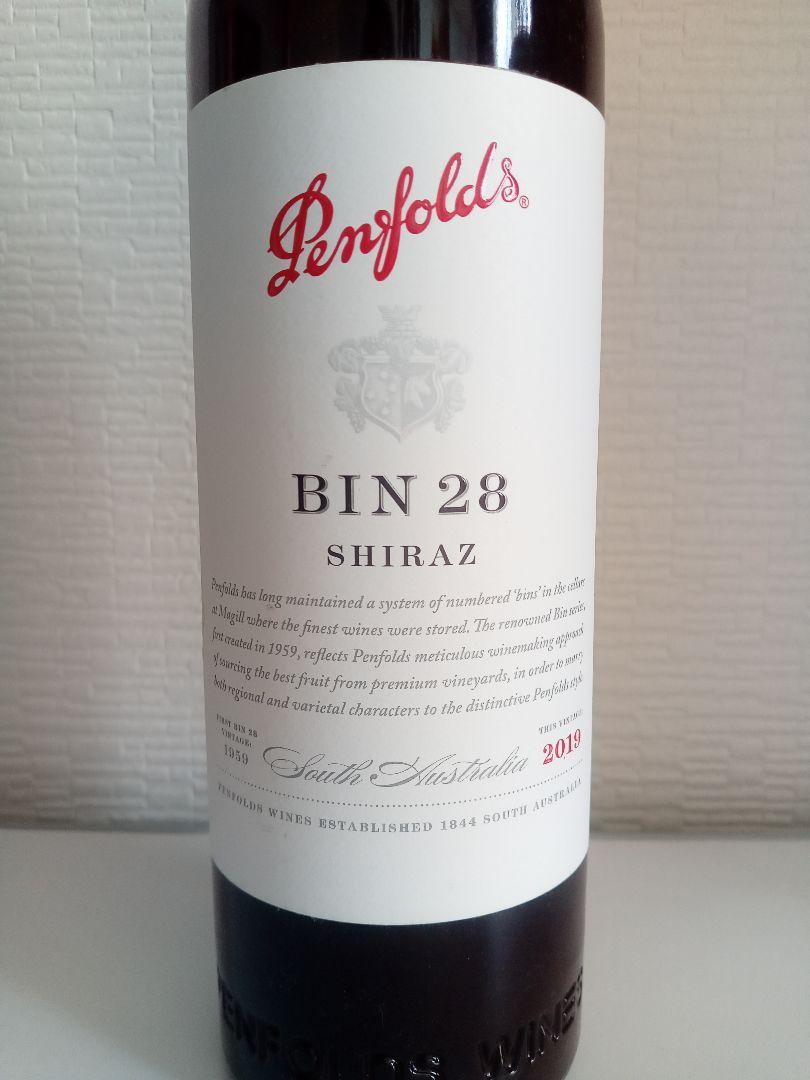 Penfolds®
BIN 28
SHIRAZ
Penfolds has long maintained a system of numbered 'bins' in the cellars
at Magill where the finest wines were stored. The renowned Bin series,
first created in 1959, reflects Penfolds meticulous winemaking approach
of sourcing the best fruit from premium vineyards, in order to marry
both regional and varietal characters to the distinctive Penfolds style.
FIRST BIN 28
VINTAGE:
1959
South Australia
THIS VINTAGE:
2019
PENFOLDS WINES ESTABLISHED 1844 SOUTH AUSTRALIA
PENFOLDS WINES